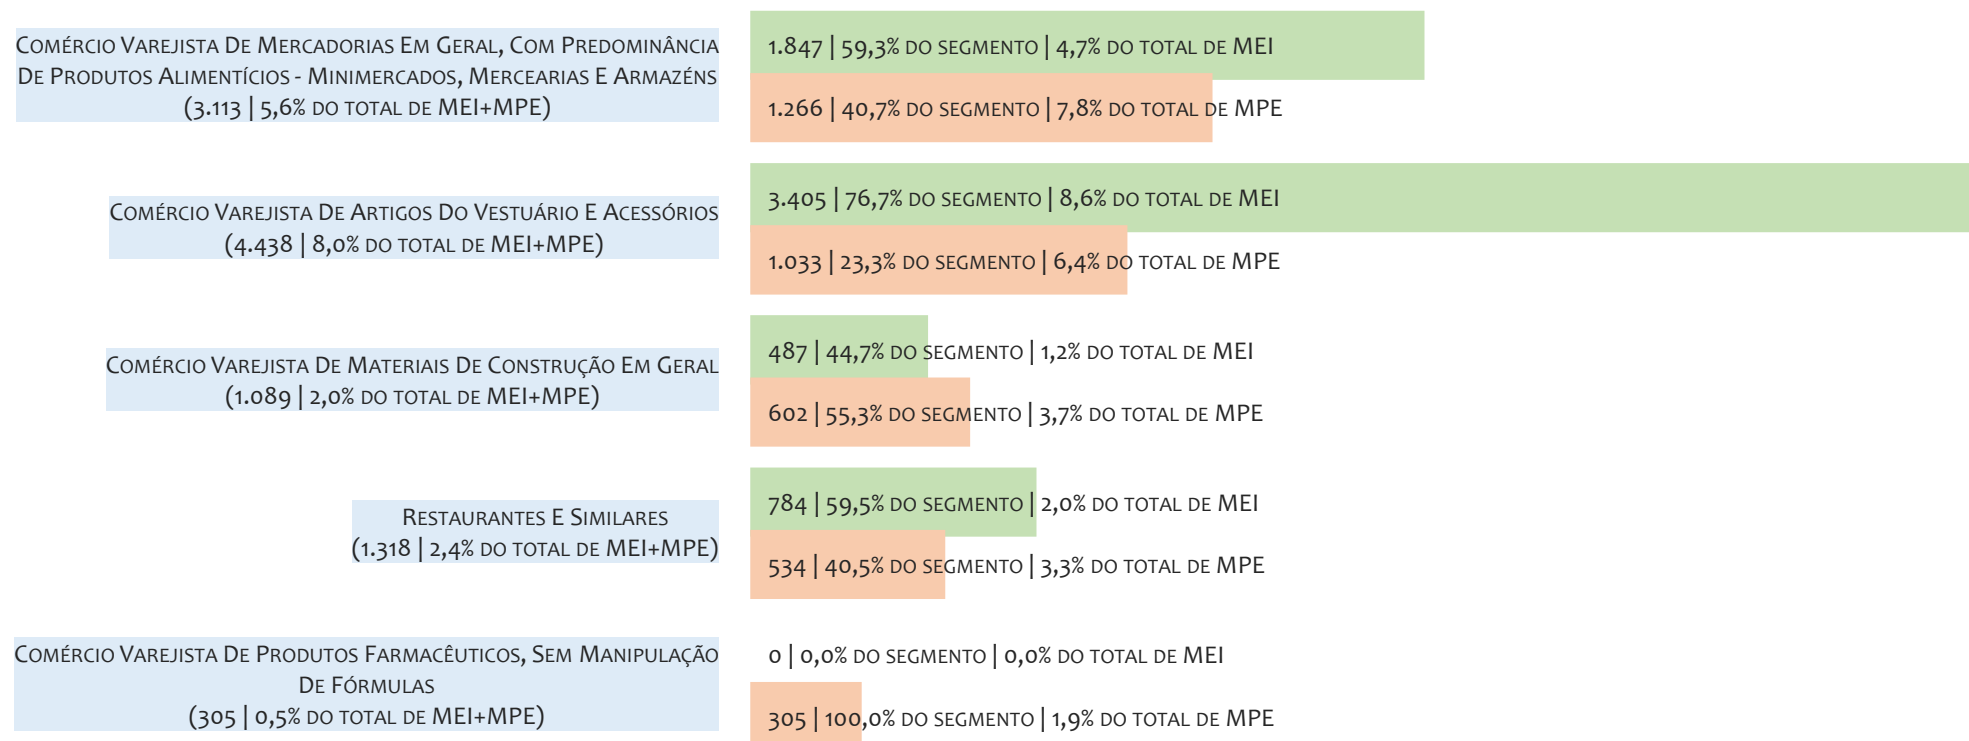 Comércio Varejista De Mercadorias Em Geral, Com Predominância
De Produtos Alimentícios - Minimercados, Mercearias E Armazéns
(3.113 | 5,6% do total de MEI+MPE)
1.847 | 59,3% do segmento | 4,7% do total de MEI
1.266 | 40,7% do segmento | 7,8% do total de MPE
Comércio Varejista De Artigos Do Vestuário E Acessórios
(4.438 | 8,0% do total de MEI+MPE)
3.405 | 76,7% do segmento | 8,6% do total de MEI
1.033 | 23,3% do segmento | 6,4% do total de MPE
Comércio Varejista De Materiais De Construção Em Geral
(1.089 | 2,0% do total de MEI+MPE)
487 | 44,7% do segmento | 1,2% do total de MEI
602 | 55,3% do segmento | 3,7% do total de MPE
Restaurantes E Similares
(1.318 | 2,4% do total de MEI+MPE)
784 | 59,5% do segmento | 2,0% do total de MEI
534 | 40,5% do segmento | 3,3% do total de MPE
Comércio Varejista De Produtos Farmacêuticos, Sem Manipulação
De Fórmulas
(305 | 0,5% do total de MEI+MPE)
0 | 0,0% do segmento | 0,0% do total de MEI
305 | 100,0% do segmento | 1,9% do total de MPE